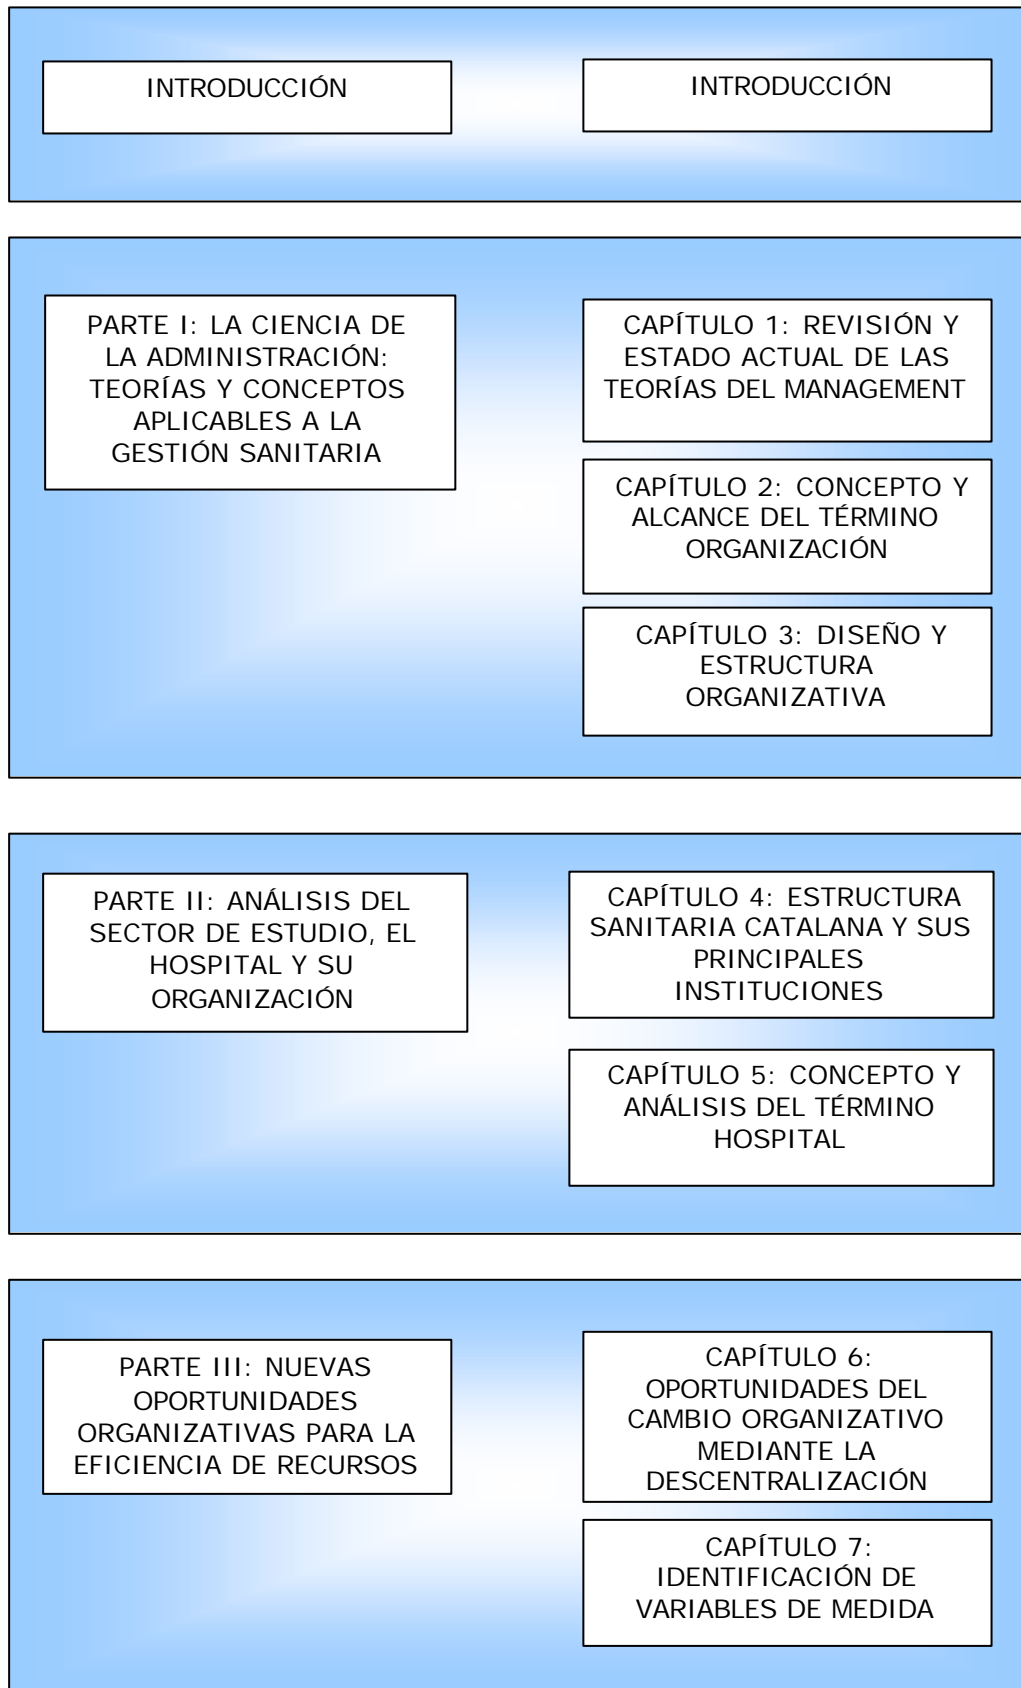 INTRODUCCIÓN
INTRODUCCIÓN
PARTE I: LA CIENCIA DE
LA ADMINISTRACIÓN:
TEORÍAS Y CONCEPTOS
APLICABLES A LA
GESTIÓN SANITARIA
CAPÍTULO 1: REVISIÓN Y
ESTADO ACTUAL DE LAS
TEORÍAS DEL MANAGEMENT
CAPÍTULO 2: CONCEPTO Y
ALCANCE DEL TÉRMINO
ORGANIZACIÓN
CAPÍTULO 3: DISEÑO Y
ESTRUCTURA
ORGANIZATIVA
PARTE II: ANÁLISIS DEL
SECTOR DE ESTUDIO, EL
HOSPITAL Y SU
ORGANIZACIÓN
CAPÍTULO 4: ESTRUCTURA
SANITARIA CATALANA Y SUS
PRINCIPALES
INSTITUCIONES
CAPÍTULO 5: CONCEPTO Y
ANÁLISIS DEL TÉRMINO
HOSPITAL
PARTE III: NUEVAS
OPORTUNIDADES
ORGANIZATIVAS PARA LA
EFICIENCIA DE RECURSOS
CAPÍTULO 6:
OPORTUNIDADES DEL
CAMBIO ORGANIZATIVO
MEDIANTE LA
DESCENTRALIZACIÓN
CAPÍTULO 7:
IDENTIFICACIÓN DE
VARIABLES DE MEDIDA